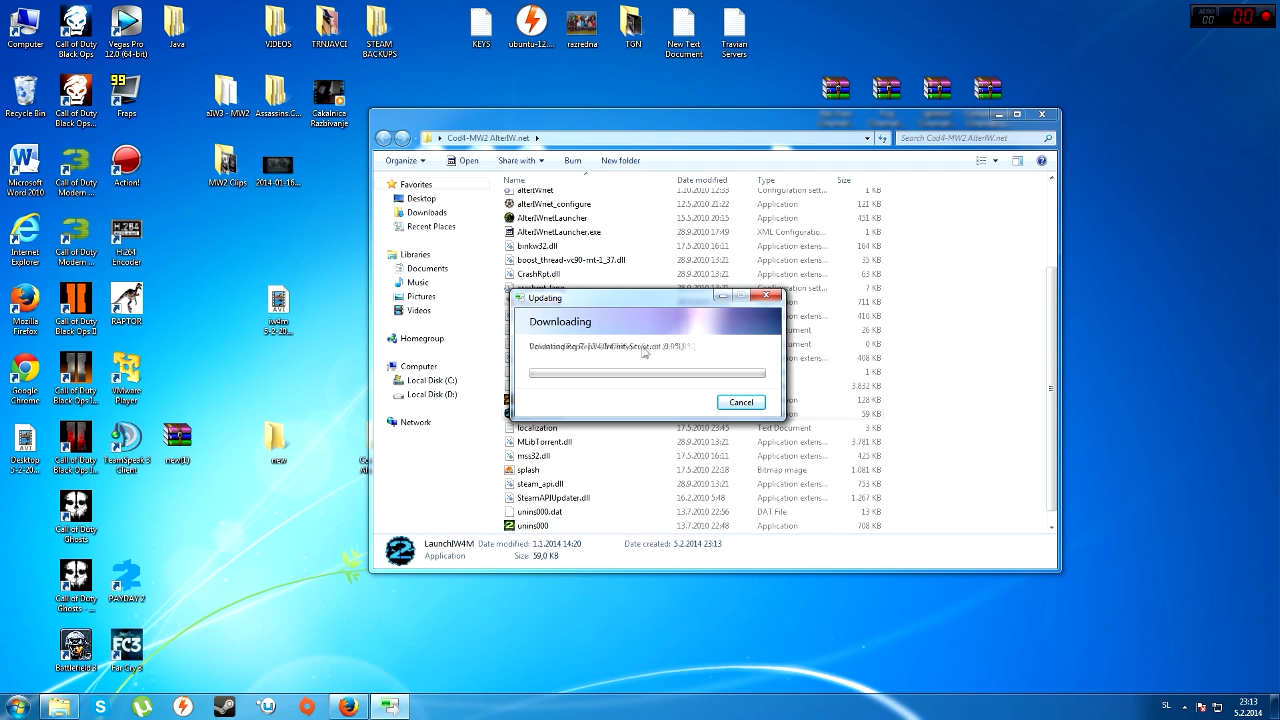 Computer
Call of Duty
Black Ops
Vegas Pro
12.0 (64-bit)
Java
VIDEOS
TRNJAVCI
STEAM
BACKUPS
KEYS
ubuntu-12....
razredna
TGN
New Text
Document
Travian
Servers
AERO
00
00
Recycle Bin
Call of Duty
Black Ops...
99
Fraps
aIW3 - MW2
Assassins.C...
Cakalnica
Razbivanje
Microsoft
Word 2010
Call of Duty
Modern ...
Action!
MW2 Clips
2014-01-16...
Internet
Explorer
Call of Duty
Modern ...
H.264
H.264
Encoder
Mozilla
Firefox
Call of Duty
Black Ops II
RAPTOR
iw4m
5-2-20...
Google
Chrome
Call of Duty
Black Ops I...
VMware
Player
Desktop
5-2-20...
Call of Duty
Black Ops I...
TeamSpeak 3
Client
new(1)
new
Call of Duty
Ghosts
Call of Duty
Ghosts - ...
PAYDAY 2
Battlefield 3
FC3
Far Cry 3
Cod4-MW2 AlterIW.net
Search Cod4-MW2 AlterIW.net
Organize
Open
Share with
Burn
New folder
Favorites
Desktop
Downloads
Recent Places
Libraries
Documents
Music
Pictures
Videos
Homegroup
Computer
Local Disk (C:)
Local Disk (D:)
Network
Name Date modified Type Size
alterIWnet 1.10.2010 12:33 Configuration sett... 1 KB
alterIWnet_configure 12.5.2010 21:22 Application 121 KB
AlterIWnetLauncher 15.5.2010 20:15 Application 451 KB
AlterIWnetLauncher.exe 28.9.2010 17:49 XML Configuratio... 1 KB
binkw32.dll 17.5.2010 16:11 Application extens... 164 KB
boost_thread-vc90-mt-1_37.dll 28.9.2010 13:21 Application extens... 35 KB
CrashRpt.dll 28.9.2010 13:21 Application extens... 63 KB
7 KB
711 KB
410 KB
26 KB
0 KB
408 KB
3.832 KB
128 KB
59 KB
localization 17.5.2010 23:45 Text Document 3 KB
MLibTorrent.dll 28.9.2010 13:21 Application extens... 3.781 KB
mss32.dll 17.5.2010 16:11 Application extens... 425 KB
splash 17.5.2010 22:18 Bitmap image 1.081 KB
steam_api.dll 28.9.2010 13:21 Application extens... 753 KB
SteamAPIUpdater.dll 16.2.2010 5:48 Application extens... 1.267 KB
unins000.dat 13.7.2010 22:56 DAT File 13 KB
unins000 13.7.2010 22:48 Application 708 KB
Updating
Downloading
Cancel
LaunchIW4M Date modified: 1.1.2014 14:20 Date created: 5.2.2014 23:13
Application Size: 59,0 KB
SL
23:13
5.2.2014